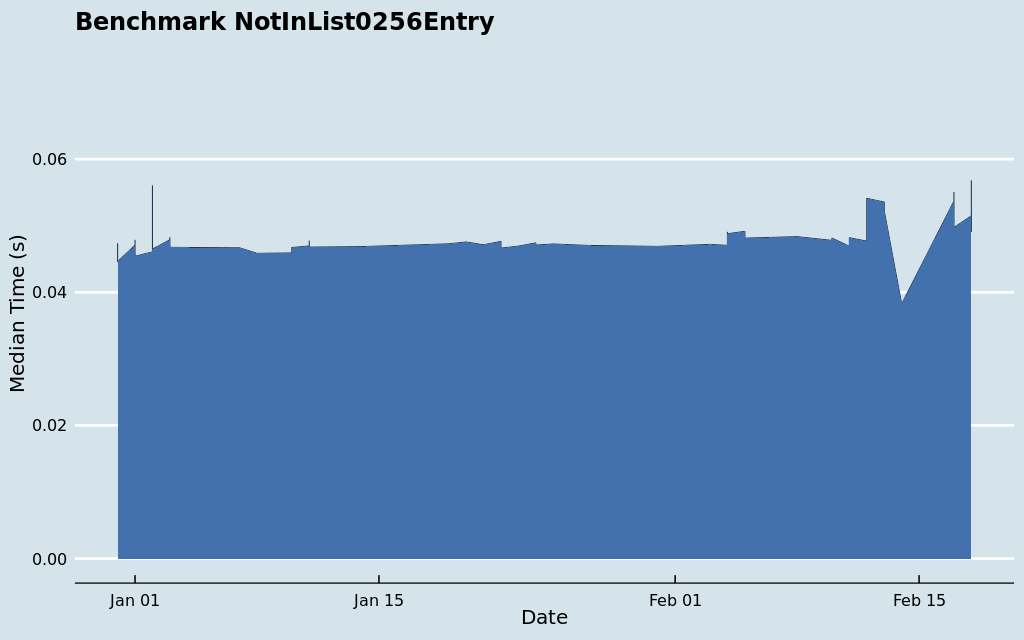 Benchmark NotInList0256Entry
Median Time (s)
0.06
0.04
0.02
0.00
Jan 01
Jan 15
Feb 01
Feb 15
Date